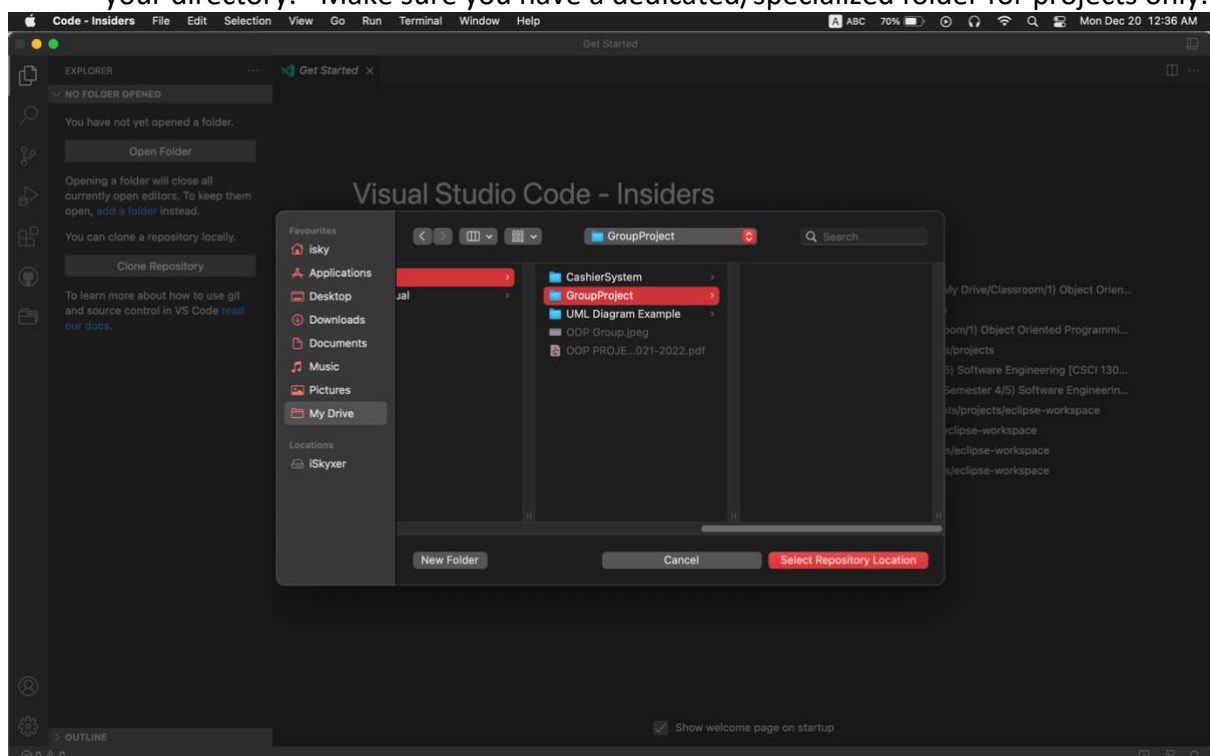 your directory. *Make sure you have a dedicated/specialized folder for projects only.
Code - Insiders File Edit Selection View Go Run Terminal Window Help
A ABC 70% Mon Dec 20 12:36 AM
Get Started
EXPLORER
Get Started
NO FOLDER OPENED
You have not yet opened a folder.
Open Folder
Opening a folder will close all
currently open editors. To keep them
open, add a folder instead.
You can clone a repository locally.
Clone Repository
To learn more about how to use git
and source control in VS Code read
our docs.
Visual Studio Code - Insiders
Favourites
isky
Applications
Desktop
Downloads
Documents
Music
Pictures
My Drive
Locations
iSkyxer
GroupProject
Search
ual
CashierSystem
GroupProject
UML Diagram Example
OOP Group.jpeg
OOP PROJE...021-2022.pdf
New Folder
Cancel
Select Repository Location
My Drive/Classroom/1) Object Orien...
oom/1) Object Oriented Programmi...
s/projects
5) Software Engineering [CSCI 130...
Semester 4/5) Software Engineerin...
nts/projects/eclipse-workspace
eclipse-workspace
s/eclipse-workspace
s/eclipse-workspace
Show welcome page on startup
OUTLINE
0 0